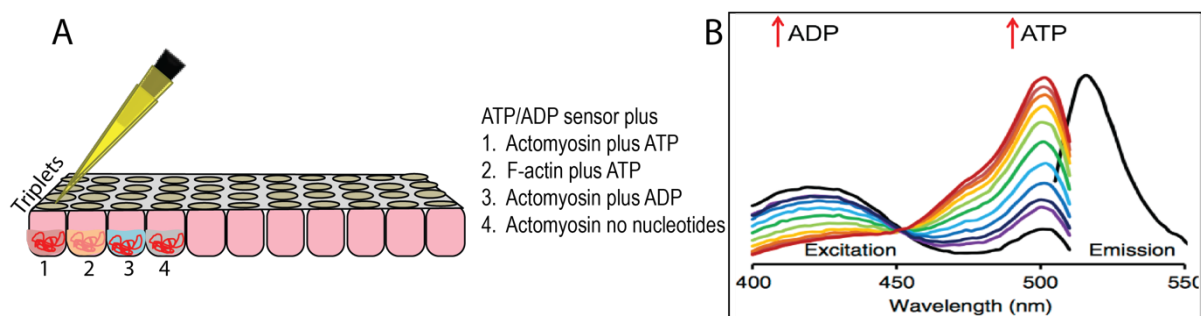 A
Triplets
1 2 3 4
ATP/ADP sensor plus
1. Actomyosin plus ATP
2. F-actin plus ATP
3. Actomyosin plus ADP
4. Actomyosin no nucleotides
B
ADP ATP
Excitation Emission
400 450 500 550
Wavelength (nm)